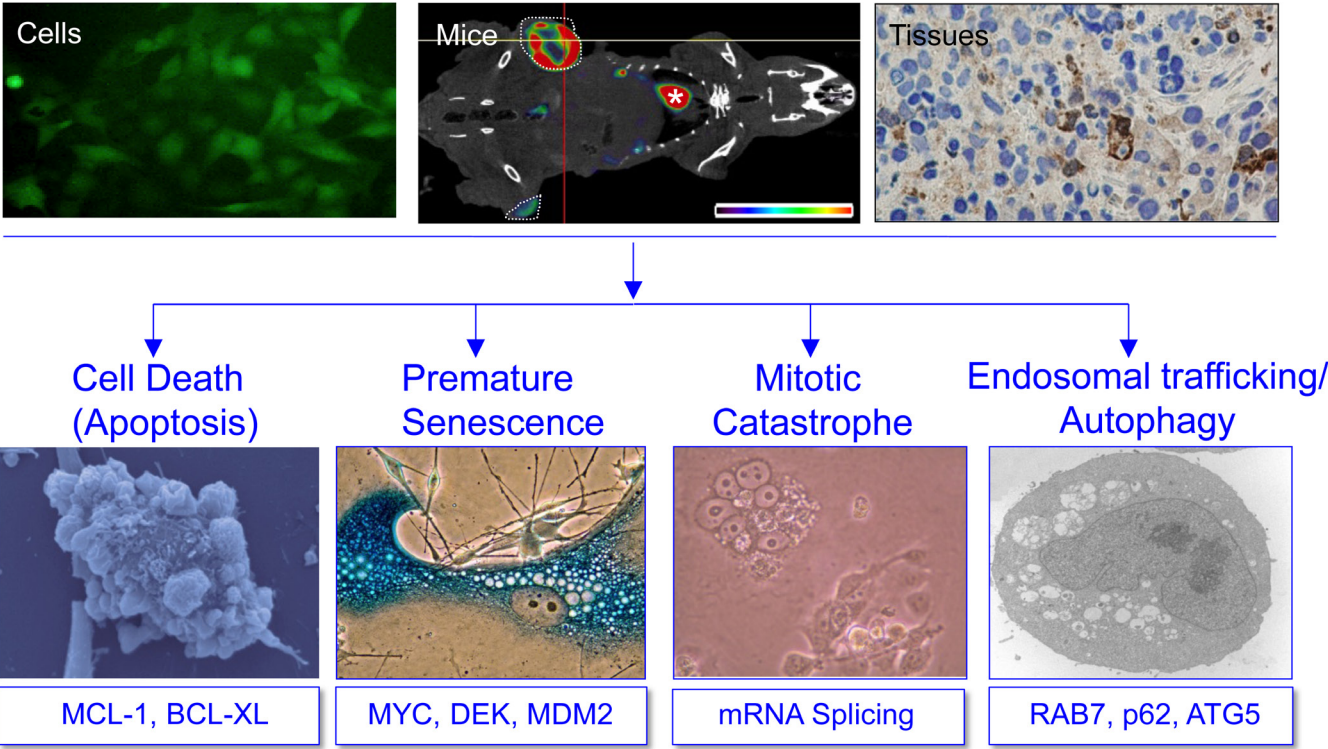 Cells
Mice
Tissues
*
Cell Death
(Apoptosis)
Premature
Senescence
Mitotic
Catastrophe
Endosomal trafficking/
Autophagy
MCL-1, BCL-XL
MYC, DEK, MDM2
mRNA Splicing
RAB7, p62, ATG5